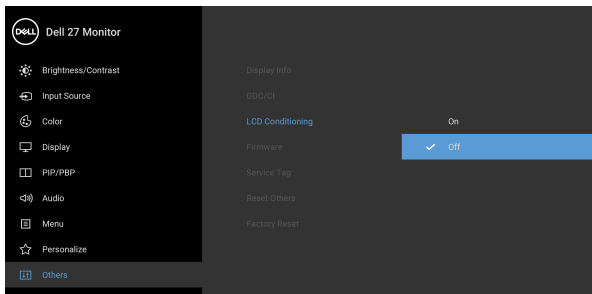 DELL
Dell 27 Monitor
Brightness/Contrast
Input Source
Color
Display
PIP/PBP
Audio
Menu
Personalize
Others
Display Info
DDC/CI
LCD Conditioning
Firmware
Service Tag
Reset Others
Factory Reset
On
Off